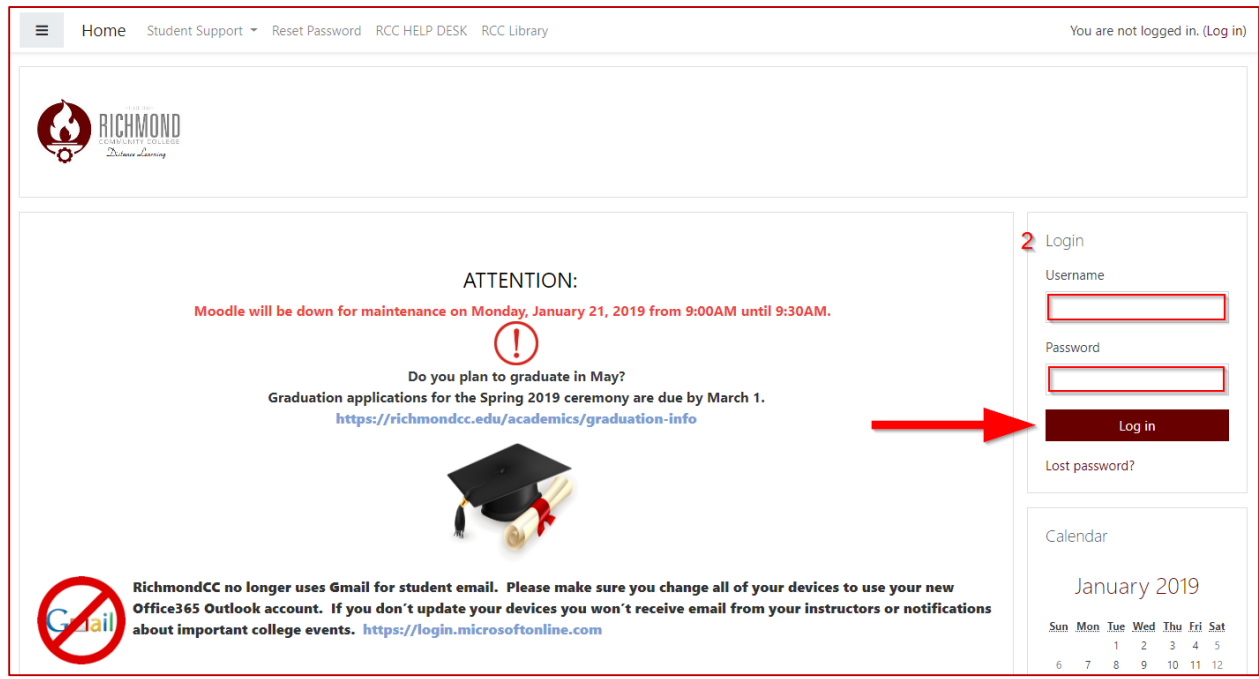 Home Student Support Reset Password RCC HELP DESK RCC Library
You are not logged in. (Log in)
RICHMOND
COMMUNITY COLLEGE
Distance Learning
ATTENTION:
Moodle will be down for maintenance on Monday, January 21, 2019 from 9:00AM until 9:30AM.
!
Do you plan to graduate in May?
Graduation applications for the Spring 2019 ceremony are due by March 1.
https://richmondcc.edu/academics/graduation-info
Gmail
RichmondCC no longer uses Gmail for student email. Please make sure you change all of your devices to use your new
Office365 Outlook account. If you don't update your devices you won't receive email from your instructors or notifications
about important college events. https://login.microsoftonline.com
2 Login
Username
Password
Log in
Lost password?
Calendar
January 2019
Sun Mon Tue Wed Thu Fri Sat
1 2 3 4 5
6 7 8 9 10 11 12